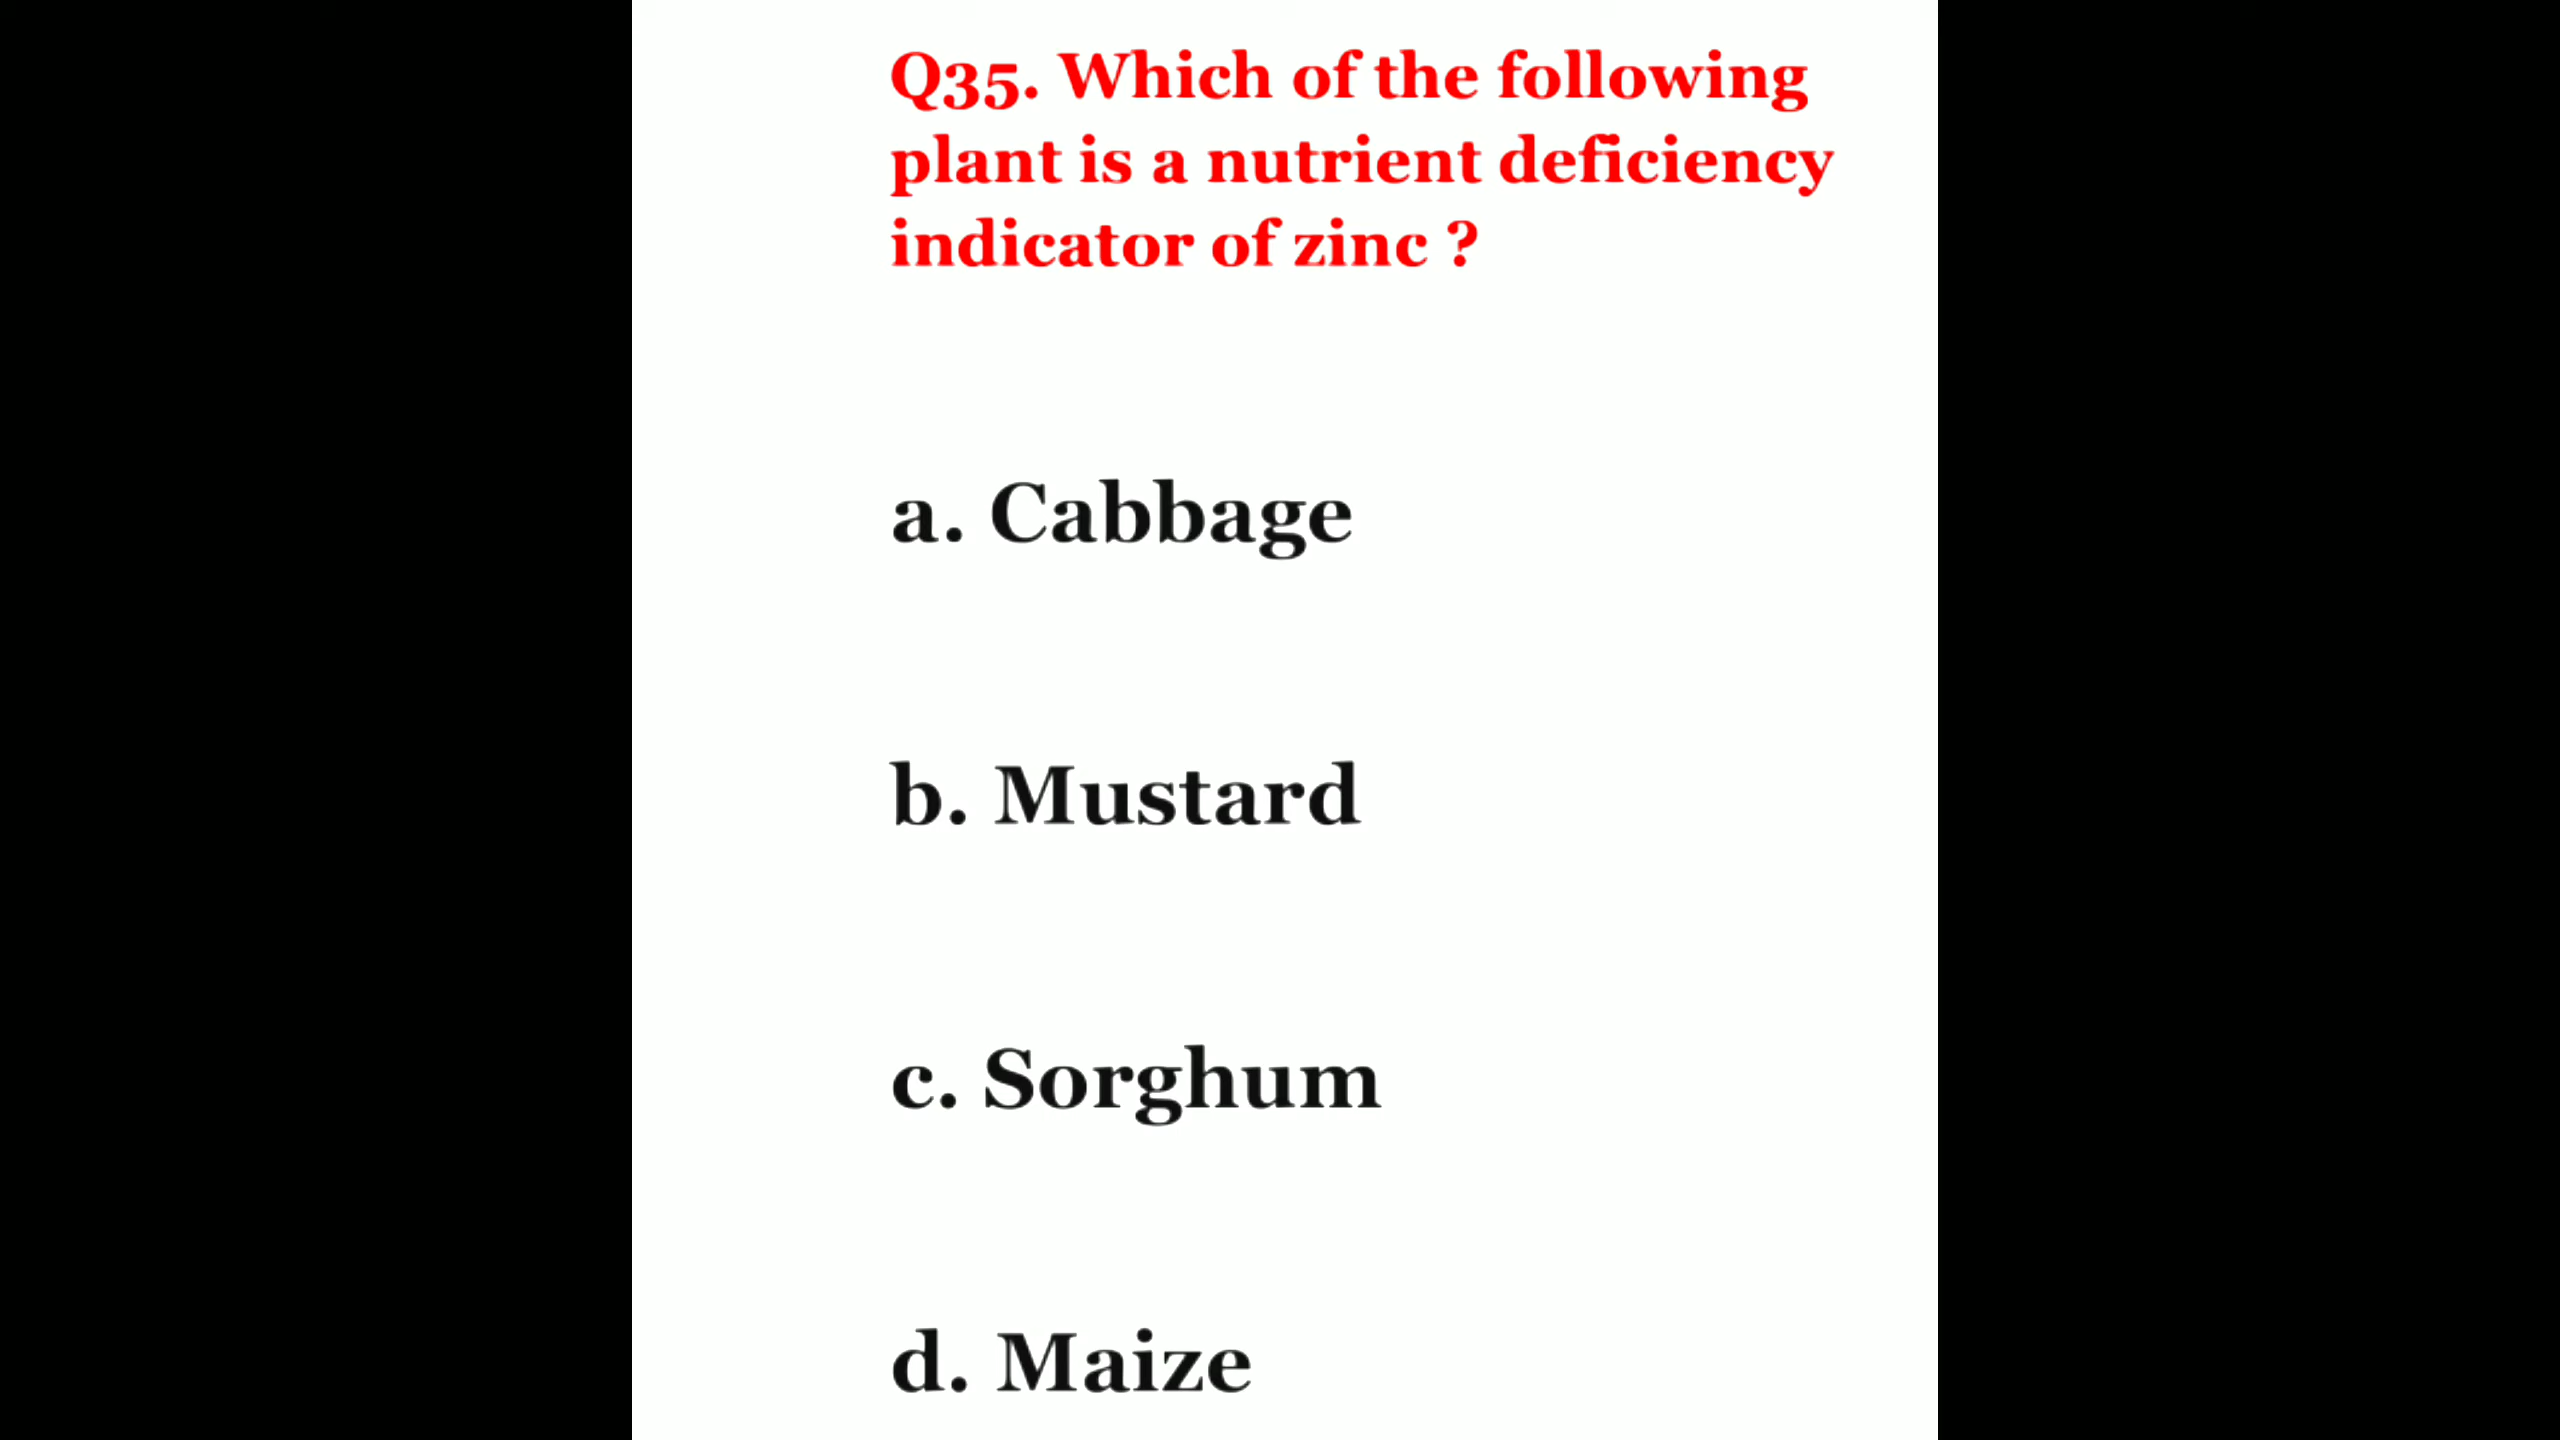 Q35. Which of the following
plant is a nutrient deficiency
indicator of zinc ?
a. Cabbage
b. Mustard
c. Sorghum
d. Maize